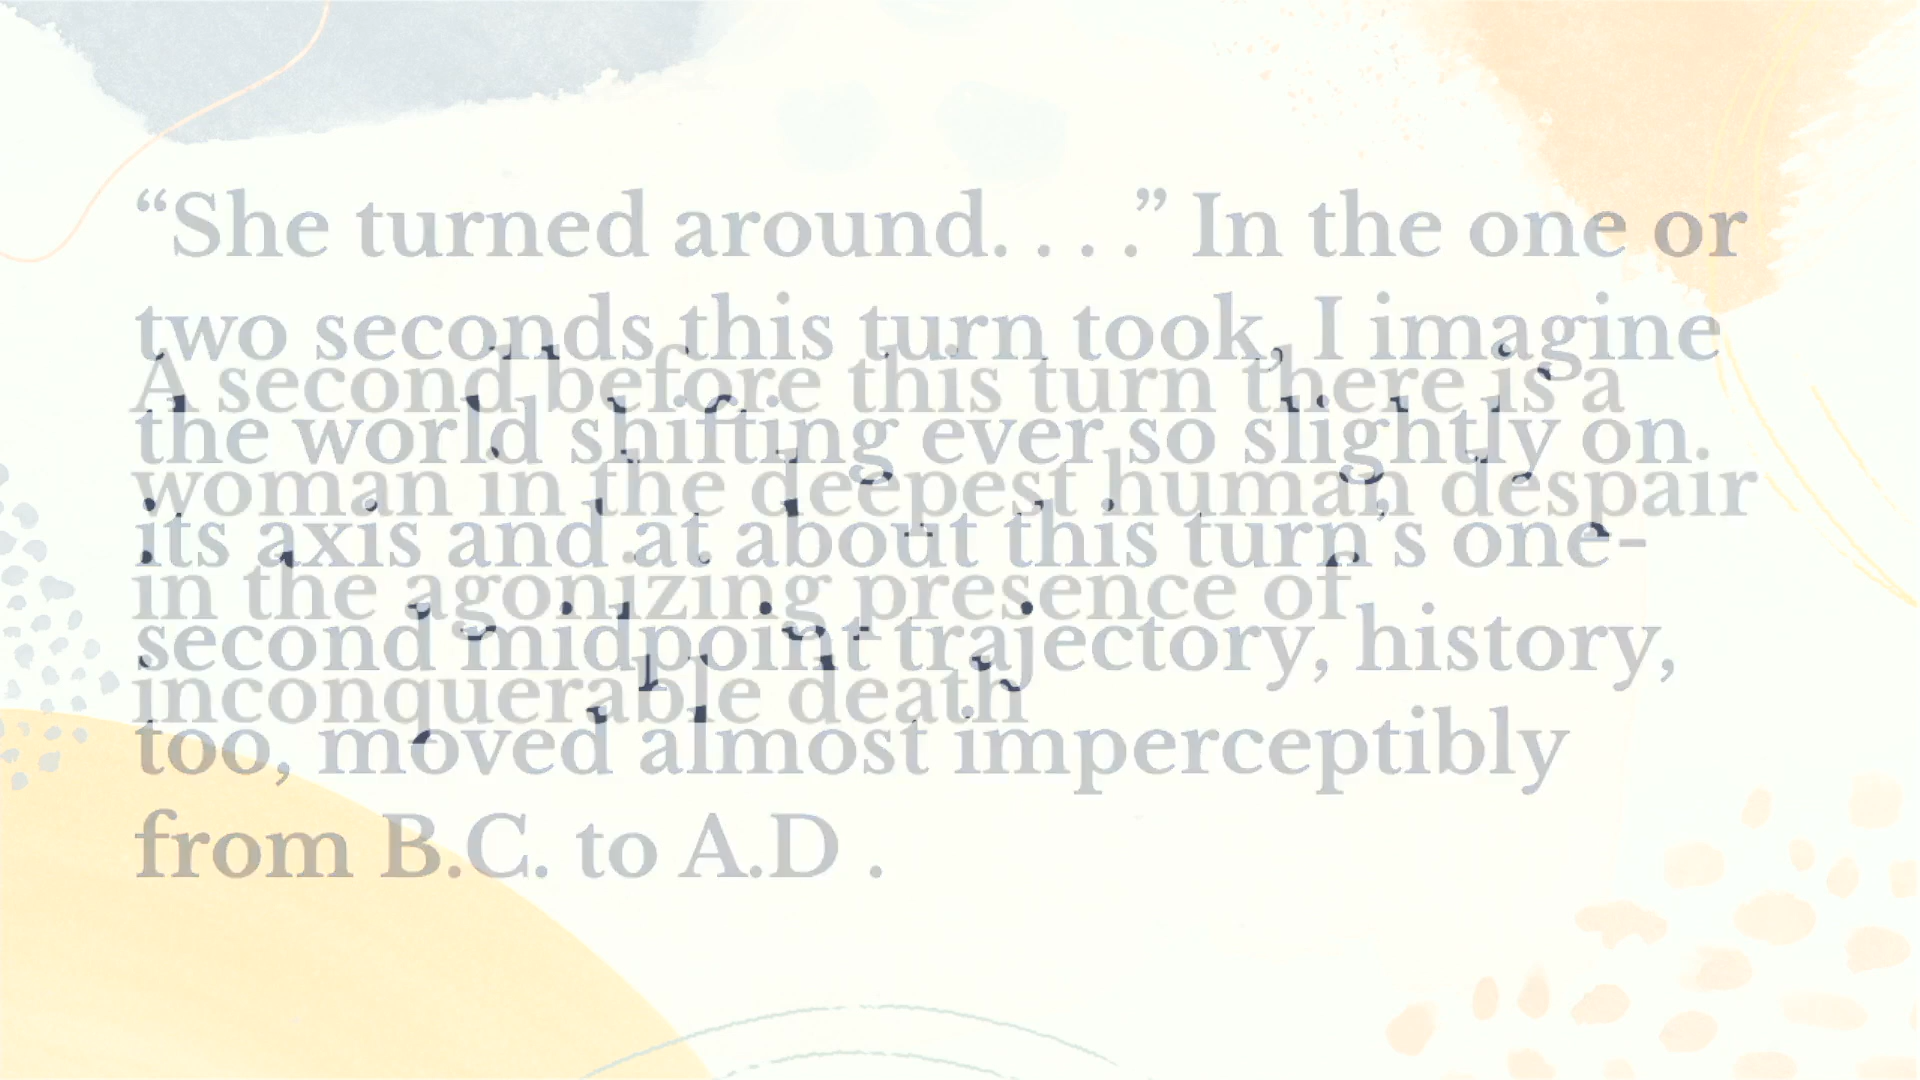 “She turned around. . . .” In the one or
two seconds this turn took, I imagine
A second before this turn there is a
the world shifting ever so slightly on.
woman in the deepest human despair
its axis and at about this turn’s one-
in the agonizing presence of
second midpoint trajectory, history,
inconquerable death
too, moved almost imperceptibly
from B.C. to A.D .